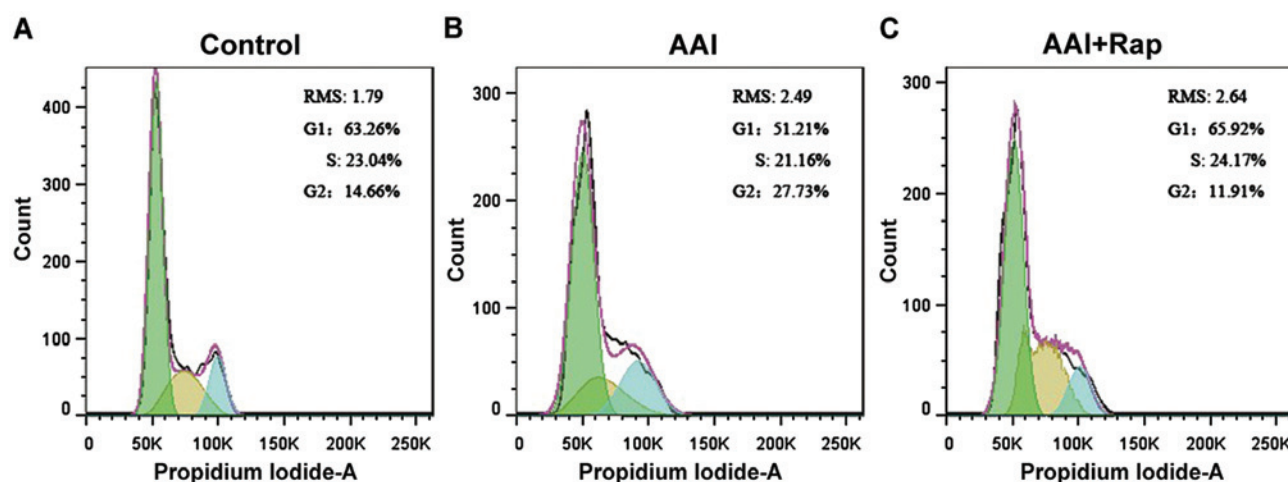 A
Control
RMS: 1.79
G1: 63.26%
S: 23.04%
G2: 14.66%
Count
400
300
200
100
0
0 50K 100K 150K 200K 250K
Propidium Iodide-A
B
AAI
RMS: 2.49
G1: 51.21%
S: 21.16%
G2: 27.73%
Count
300
200
100
0
0 50K 100K 150K 200K 250K
Propidium Iodide-A
C
AAI+Rap
RMS: 2.64
G1: 65.92%
S: 24.17%
G2: 11.91%
Count
300
200
100
0
0 50K 100K 150K 200K 250K
Propidium Iodide-A